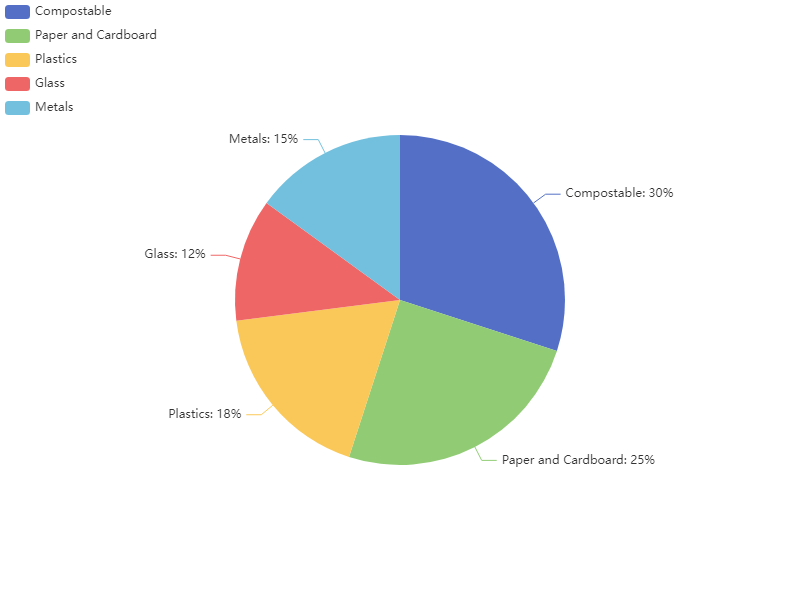 Compostable
Paper and Cardboard
Plastics
Glass
Metals
Metals: 15%
Compostable: 30%
Glass: 12%
Plastics: 18%
Paper and Cardboard: 25%